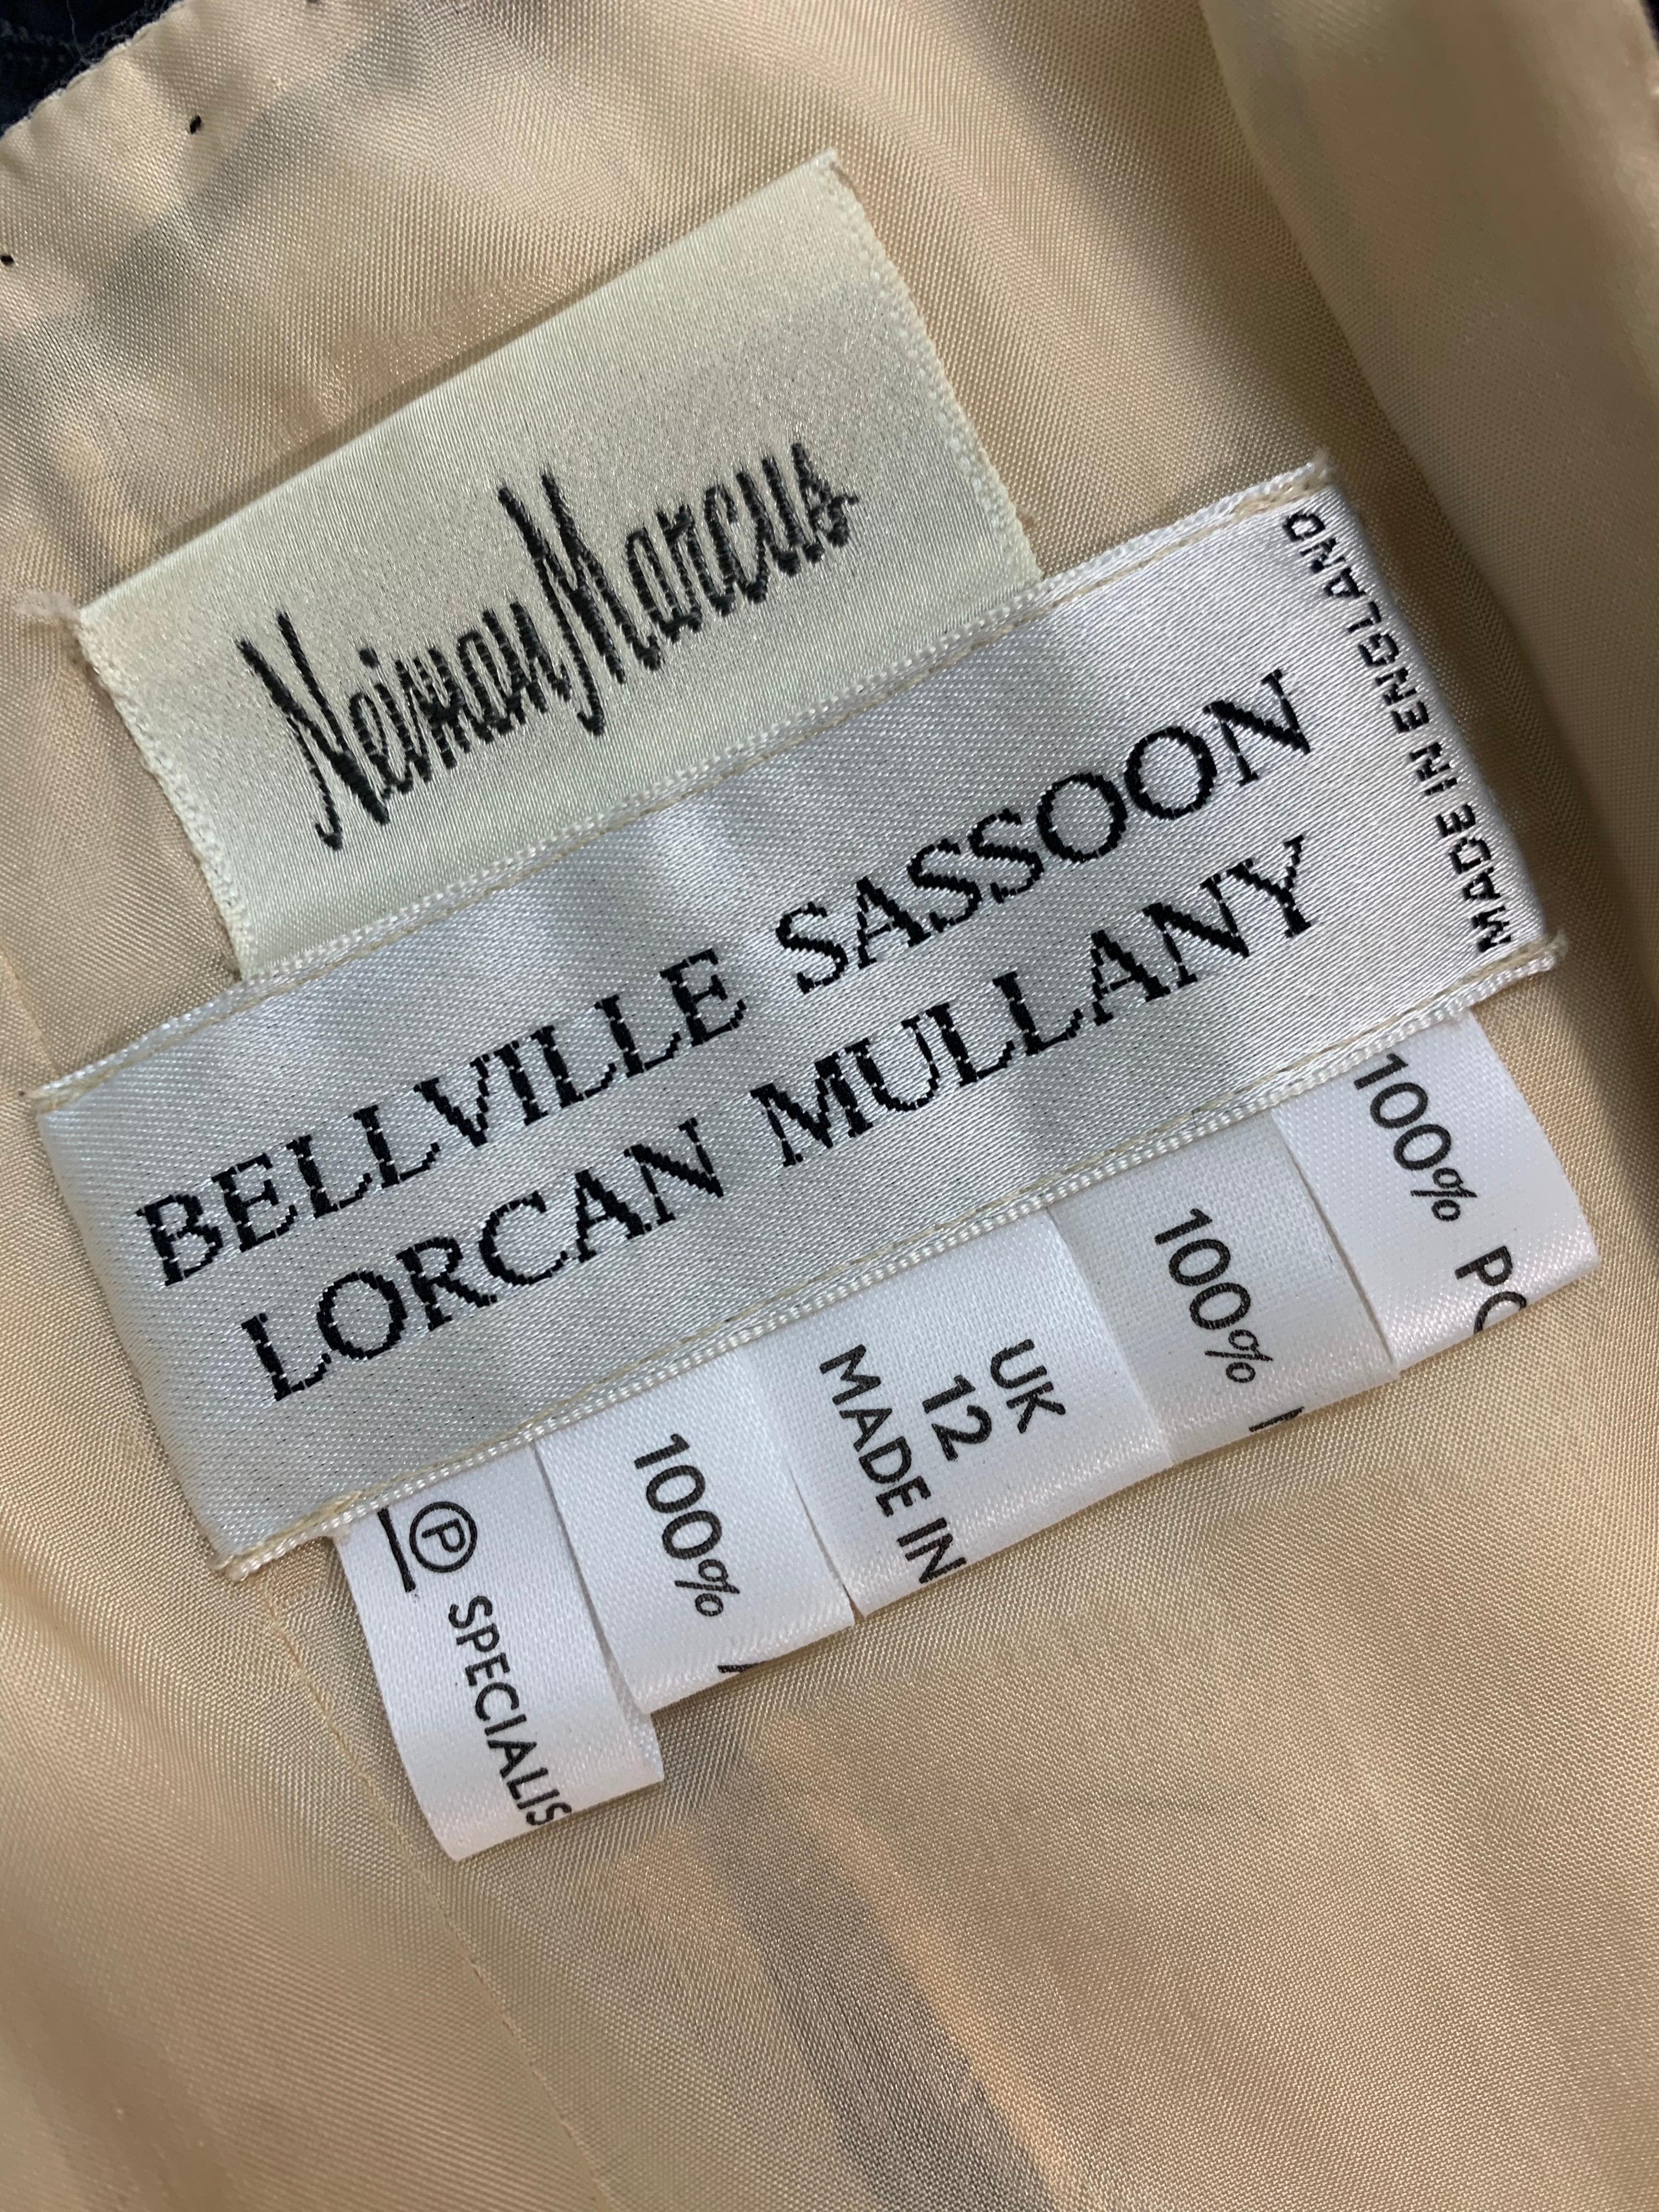 Neiman Marcus
BELLVILLE SASSOON
LORCAN MULLANY
MADE IN ENGLAND
P SPECIALIS
100%
UK
12
MADE IN
100%
100% PO